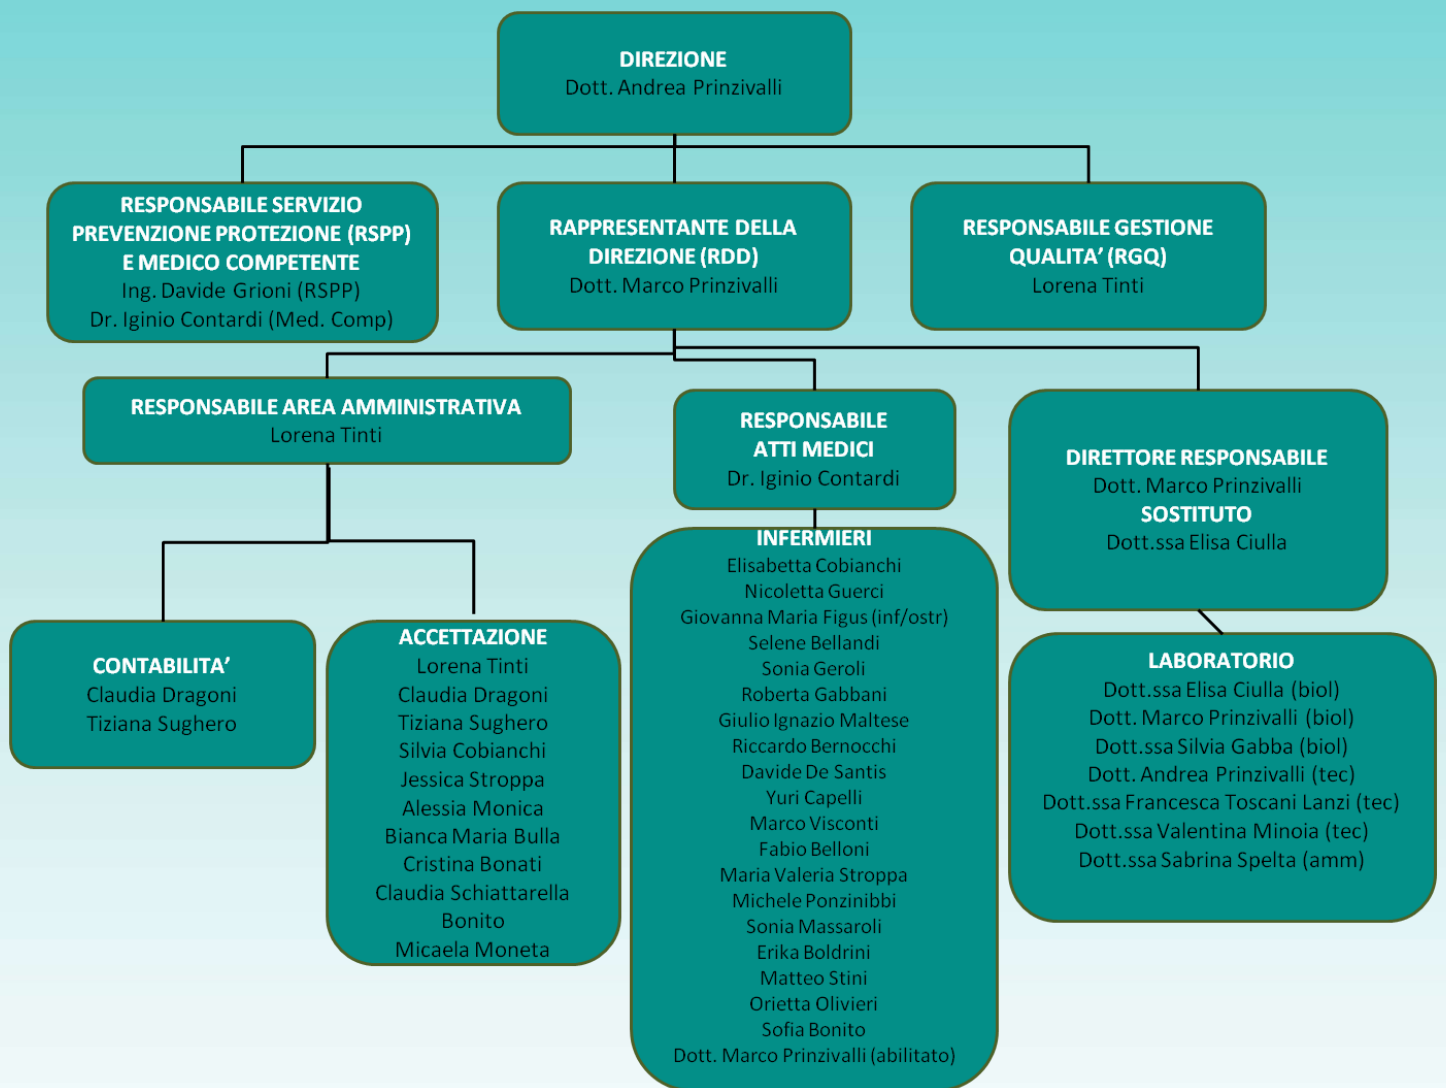 DIREZIONE
Dott. Andrea Prinzivalli
RESPONSABILE SERVIZIO
PREVENZIONE PROTEZIONE (RSPP)
E MEDICO COMPETENTE
Ing. Davide Grioni (RSPP)
Dr. Iginio Contardi (Med. Comp)
RAPPRESENTANTE DELLA
DIREZIONE (RDD)
Dott. Marco Prinzivalli
RESPONSABILE GESTIONE
QUALITA’ (RGQ)
Lorena Tinti
RESPONSABILE AREA AMMINISTRATIVA
Lorena Tinti
RESPONSABILE
ATTI MEDICI
Dr. Iginio Contardi
DIRETTORE RESPONSABILE
Dott. Marco Prinzivalli
SOSTITUTO
Dott.ssa Elisa Ciulla
CONTABILITA’
Claudia Dragoni
Tiziana Sughero
ACCETTAZIONE
Lorena Tinti
Claudia Dragoni
Tiziana Sughero
Silvia Cobianchi
Jessica Stroppa
Alessia Monica
Bianca Maria Bulla
Cristina Bonati
Claudia Schiattarella
Bonito
Micaela Moneta
INFERMIERI
Elisabetta Cobianchi
Nicoletta Guerci
Giovanna Maria Figus (inf/ostr)
Selene Bellandi
Sonia Geroli
Roberta Gabbani
Giulio Ignazio Maltese
Riccardo Bernocchi
Davide De Santis
Yuri Capelli
Marco Visconti
Fabio Belloni
Maria Valeria Stroppa
Michele Ponzinibbi
Sonia Massaroli
Erika Boldrini
Matteo Stini
Orietta Olivieri
Sofia Bonito
Dott. Marco Prinzivalli (abilitato)
LABORATORIO
Dott.ssa Elisa Ciulla (biol)
Dott. Marco Prinzivalli (biol)
Dott.ssa Silvia Gabba (biol)
Dott. Andrea Prinzivalli (tec)
Dott.ssa Francesca Toscani Lanzi (tec)
Dott.ssa Valentina Minoia (tec)
Dott.ssa Sabrina Spelta (amm)